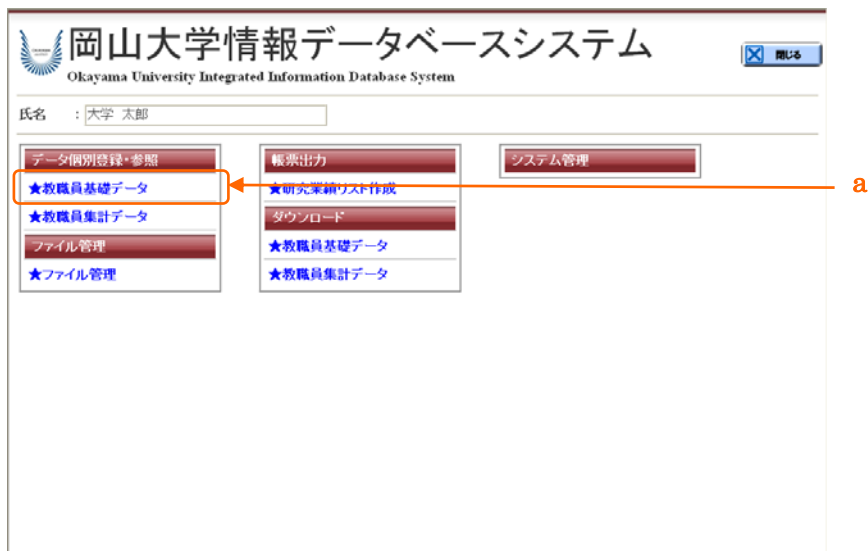 岡山大学情報データベースシステム
Okayama University Integrated Information Database System
閉じる
氏名 : 大学 太郎
データ個別登録・参照
★教職員基礎データ
★教職員集計データ
ファイル管理
★ファイル管理
帳票出力
★研究業績リスト作成
ダウンロード
★教職員基礎データ
★教職員集計データ
システム管理
a